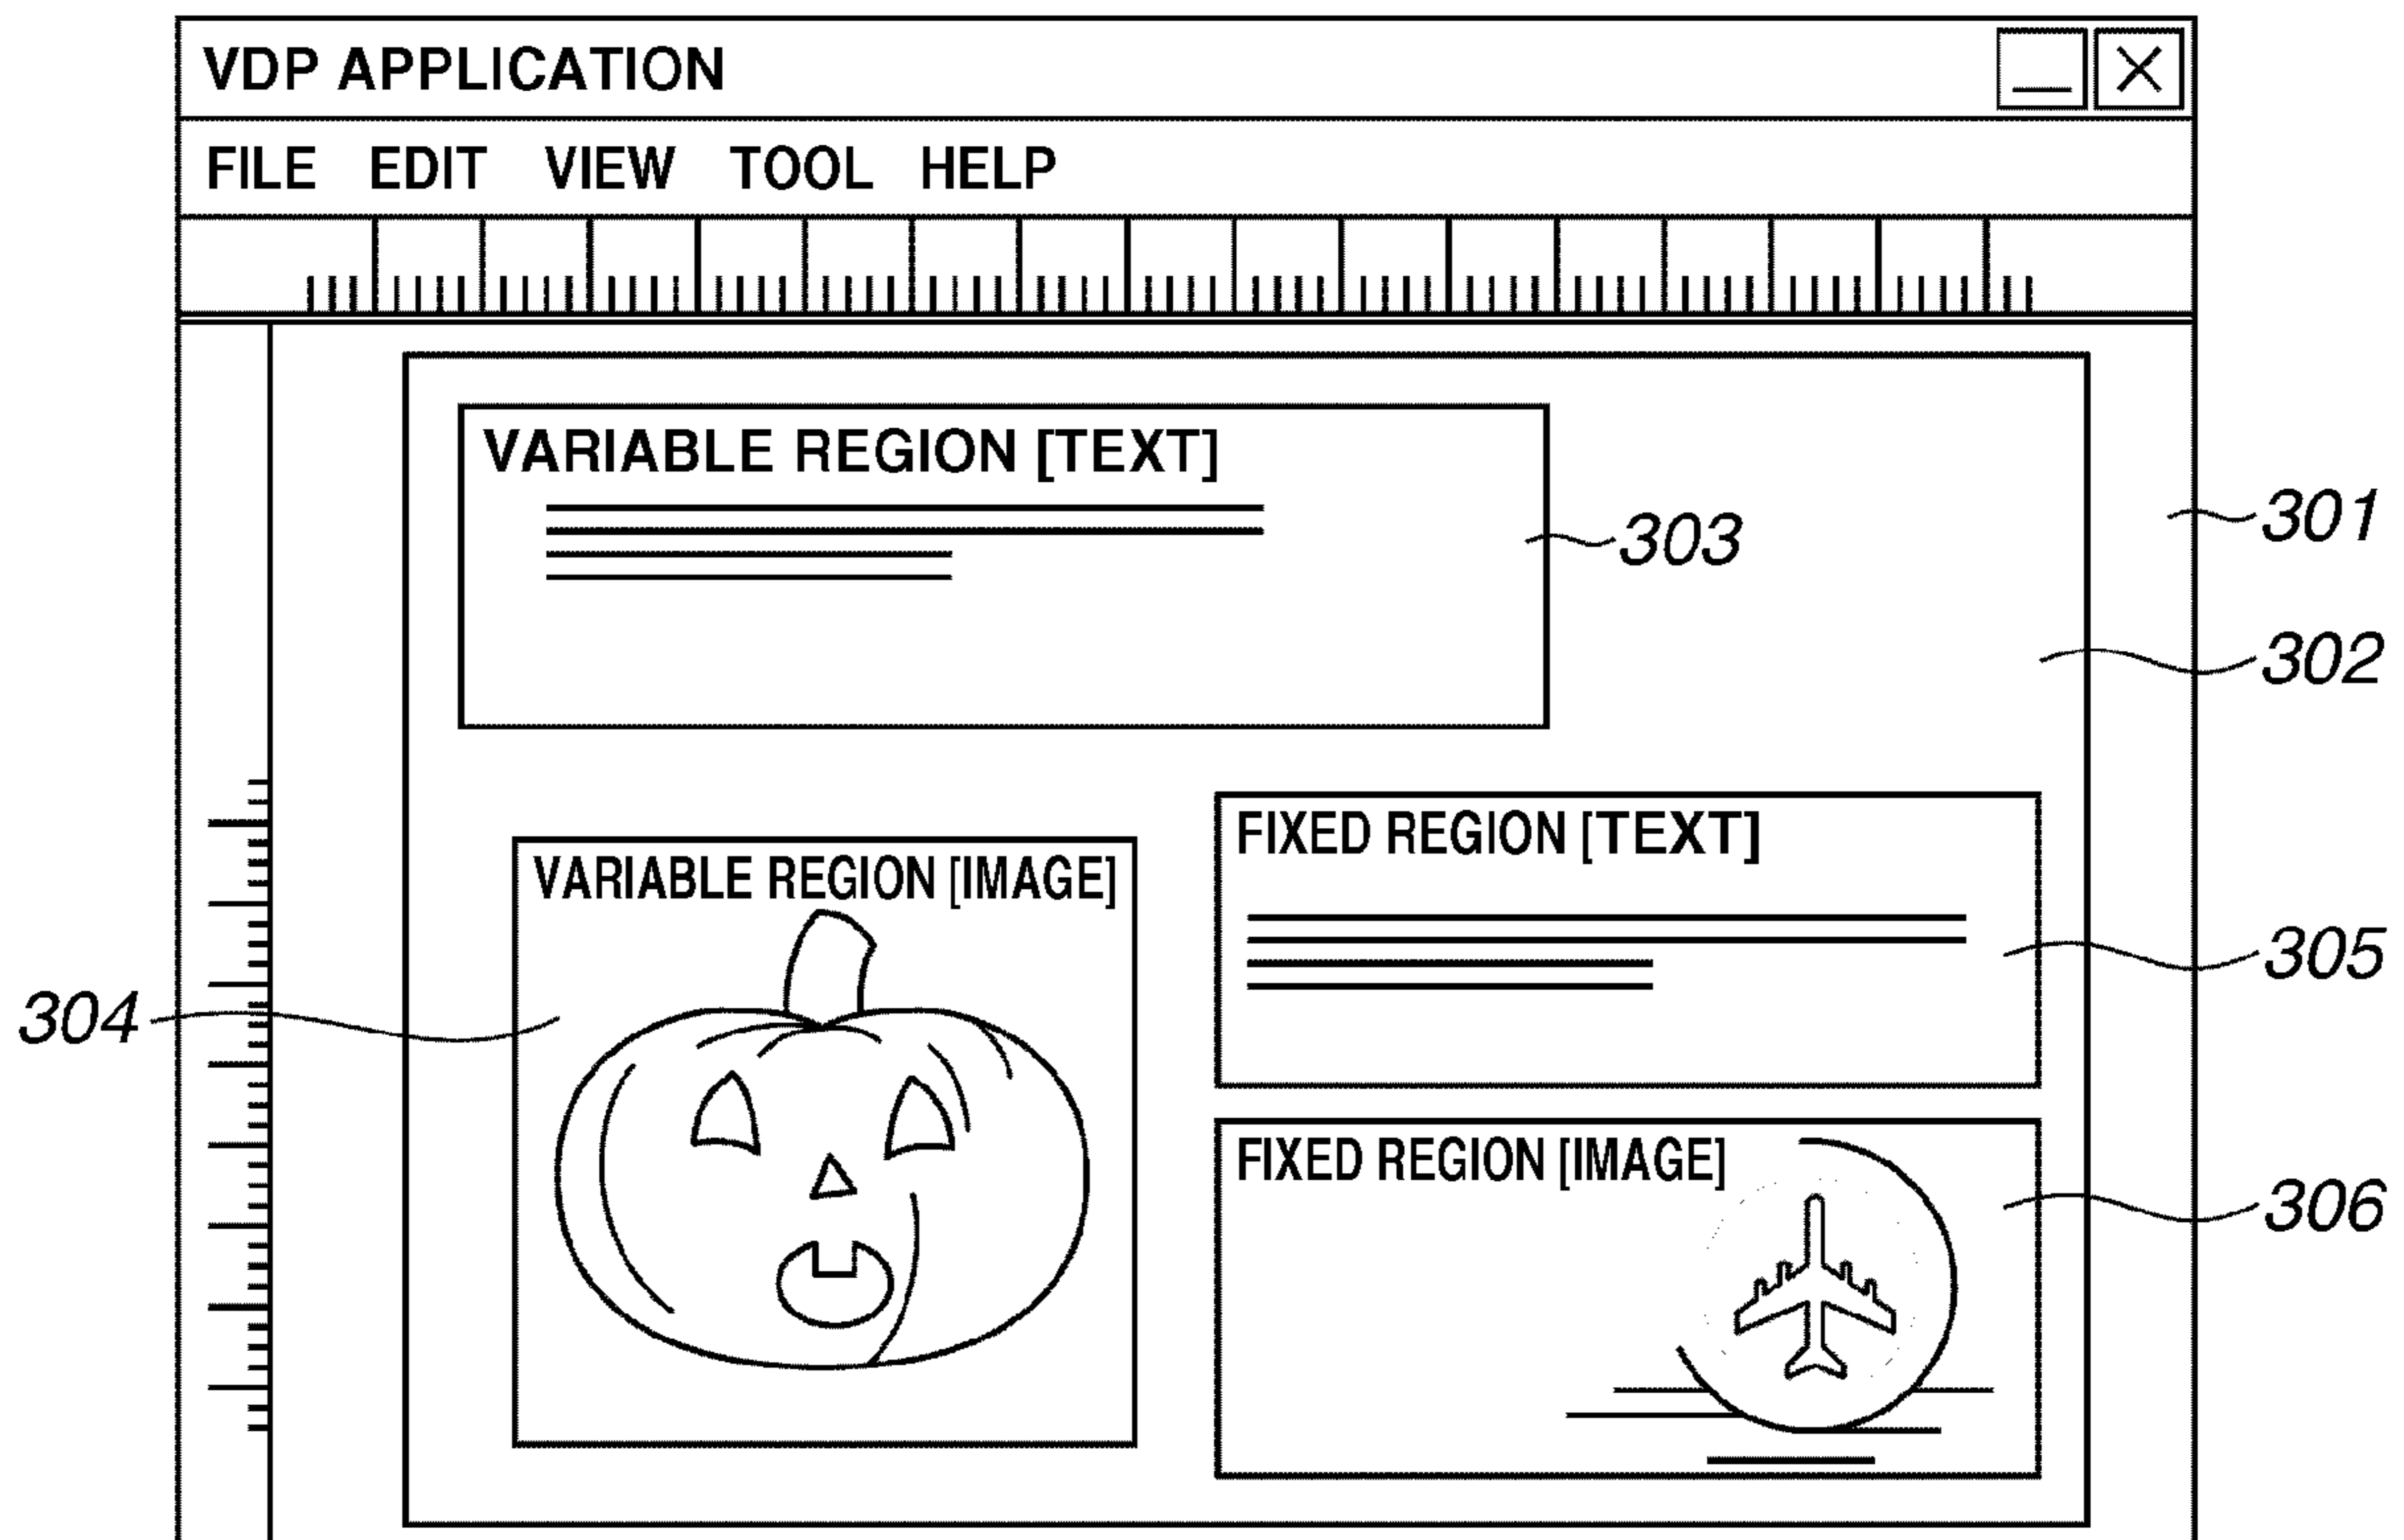 VDP APPLICATION
FILE EDIT VIEW TOOL HELP
VARIABLE REGION [TEXT]
303
301
302
FIXED REGION [TEXT]
305
VARIABLE REGION [IMAGE]
304
FIXED REGION [IMAGE]
306